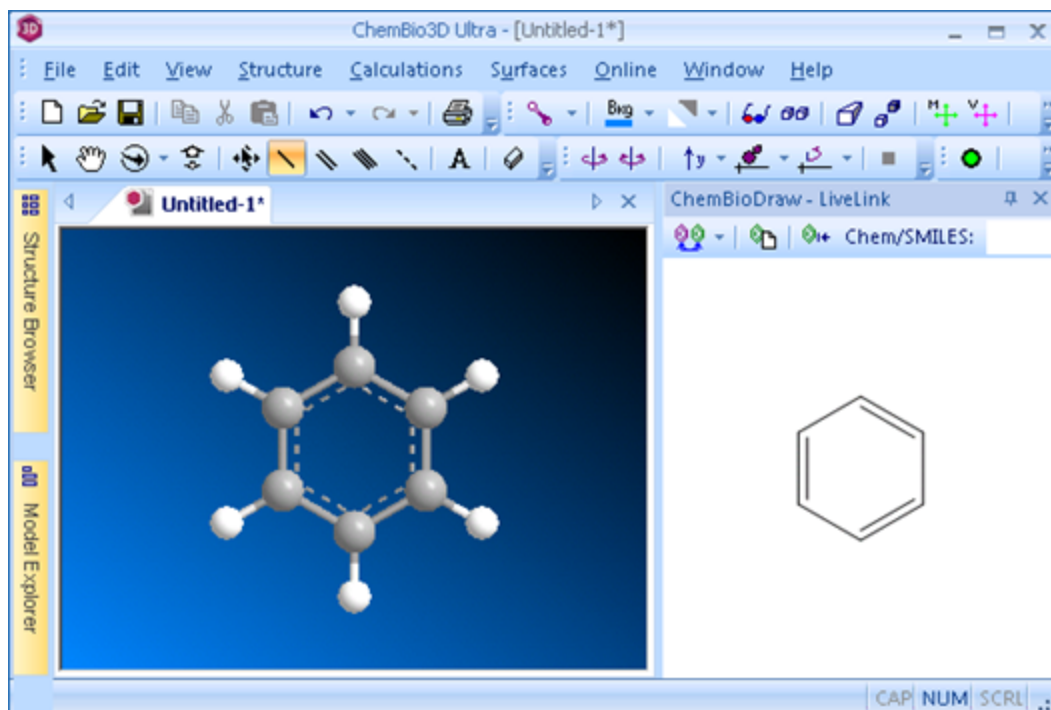 3D
ChemBio3D Ultra - [Untitled-1*]
File Edit View Structure Calculations Surfaces Online Window Help
Bkg M V
A y
Structure Browser
Untitled-1*
ChemBioDraw - LiveLink
Chem/SMILES:
Model Explorer
CAP NUM SCRL